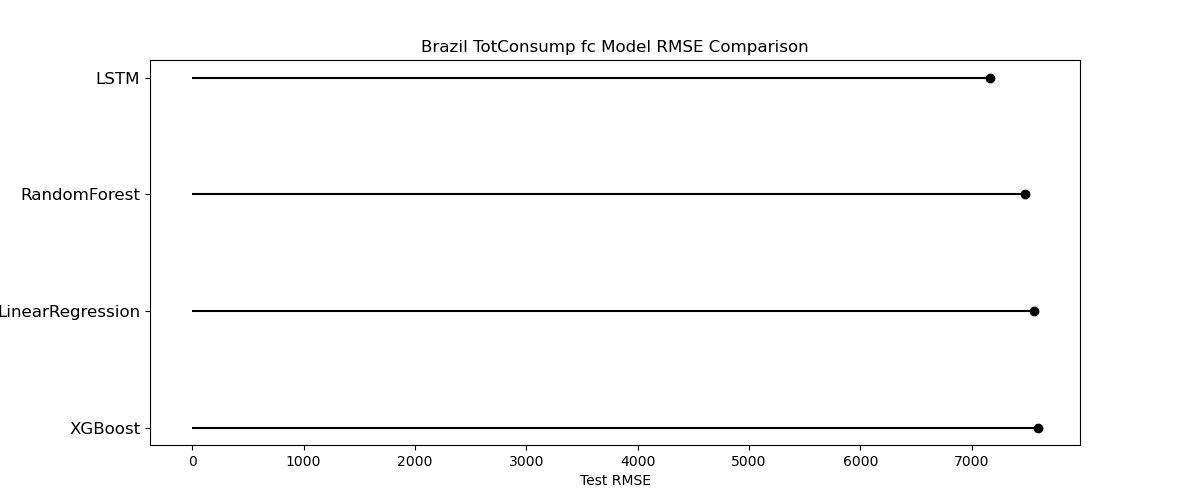 Brazil TotConsump fc Model RMSE Comparison
LSTM
RandomForest
LinearRegression
XGBoost
0 1000 2000 3000 4000 5000 6000 7000
Test RMSE